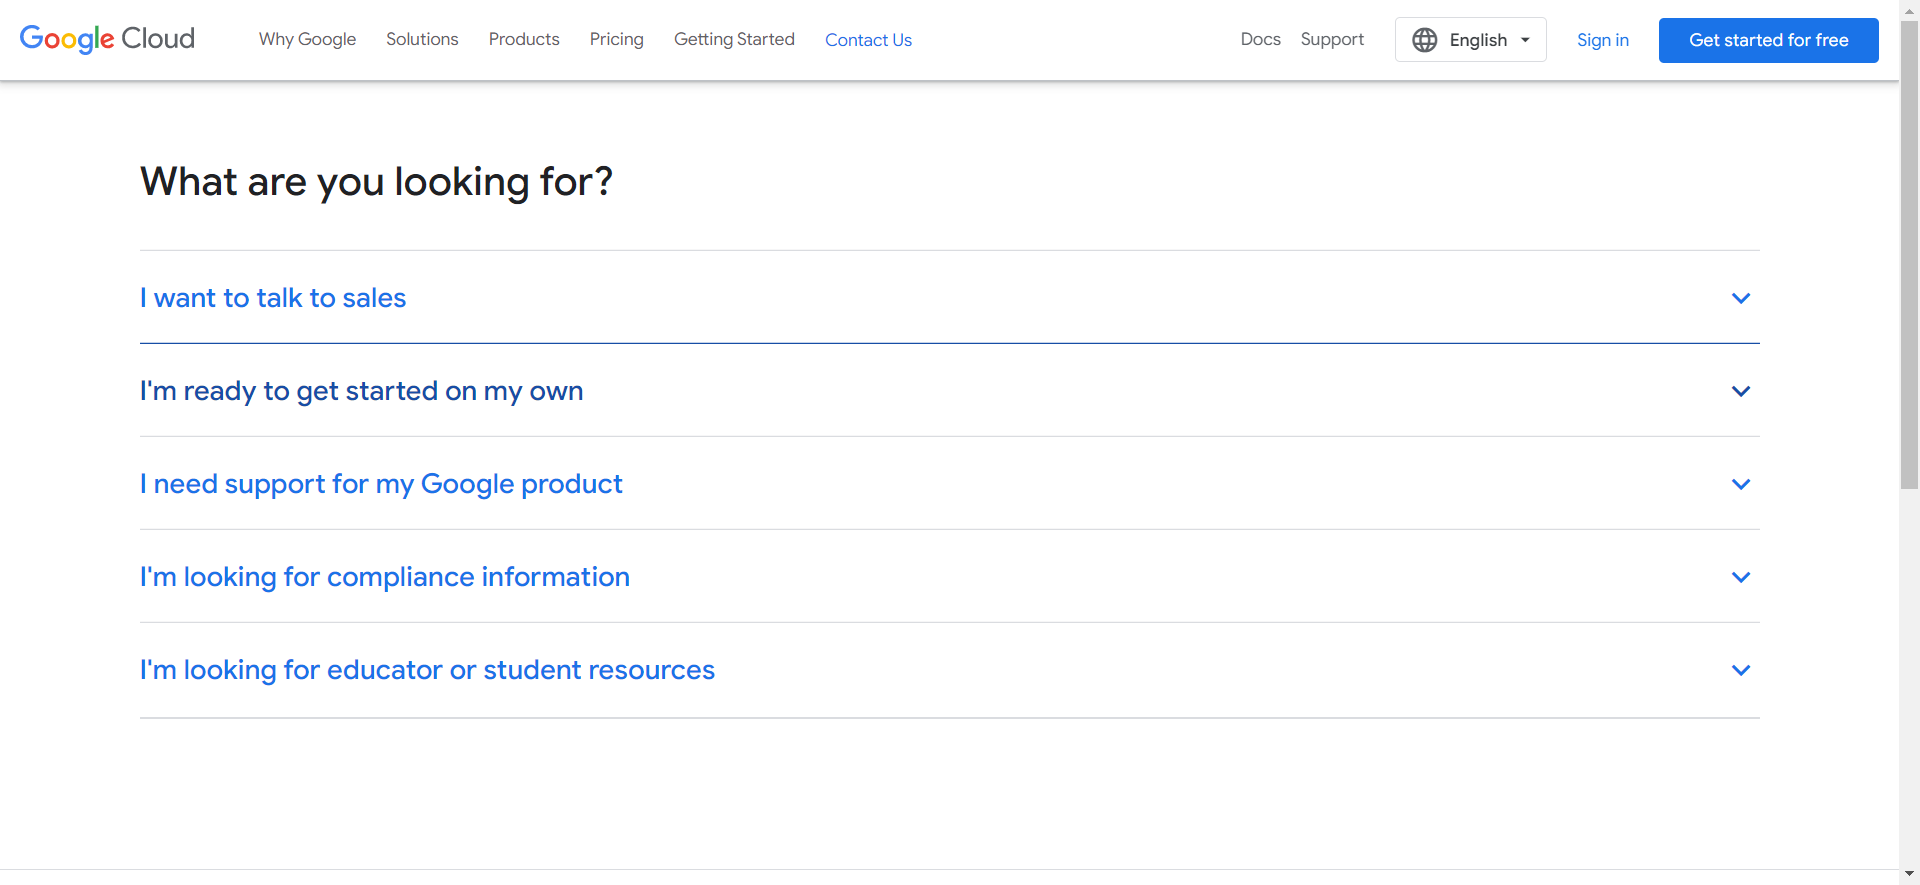 Google Cloud Why Google Solutions Products Pricing Getting Started Contact Us Docs Support English Sign in Get started for free
What are you looking for?
I want to talk to sales
I'm ready to get started on my own
I need support for my Google product
I'm looking for compliance information
I'm looking for educator or student resources